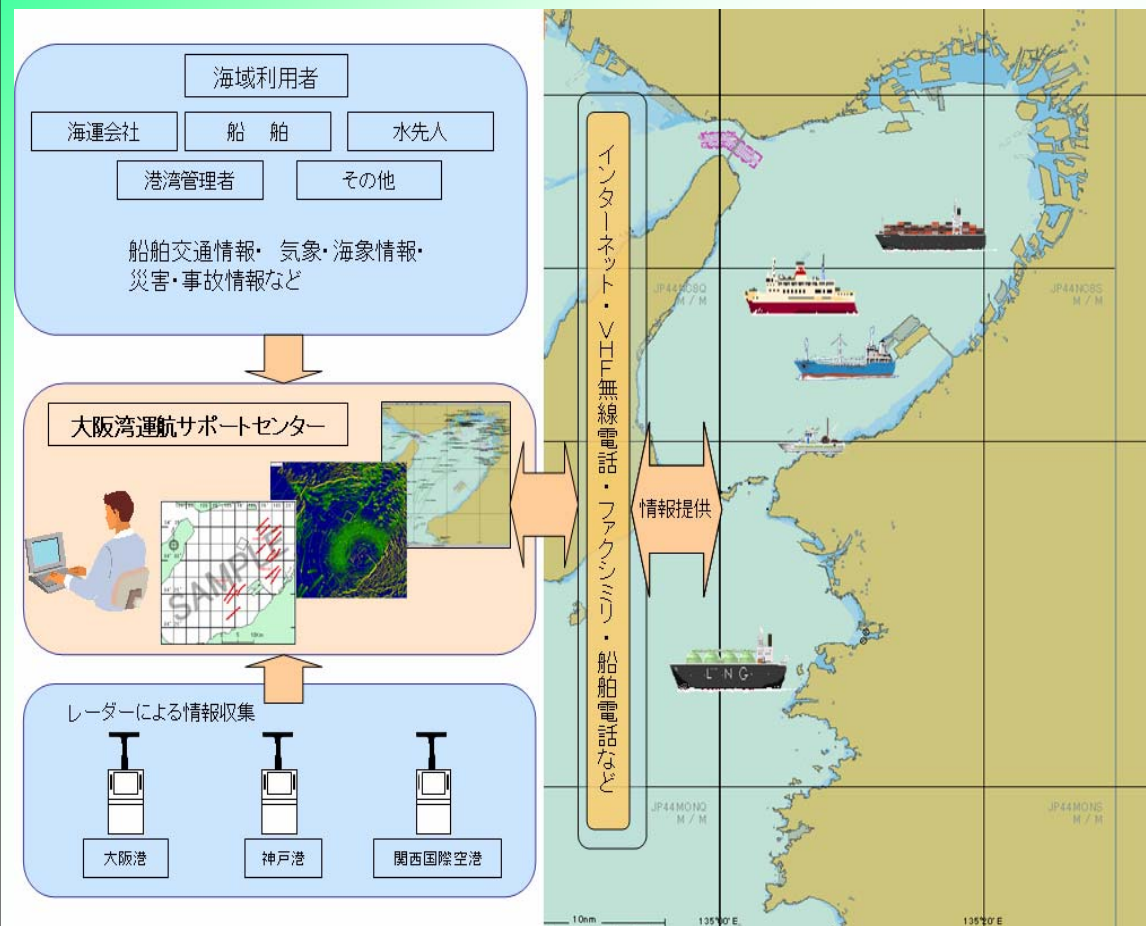 海域利用者
海運会社
船 舶
水先人
港湾管理者
その他
船舶交通情報・ 気象・海象情報・
災害・事故情報など
大阪湾運航サポートセンター
SAMPLE
レーダーによる情報収集
大阪港
神戸港
関西国際空港
インターネット・VHF無線電話・ファクシミリ・船舶電話など
情報提供
JP44NO8Q
M / M
JP44NO8S
M / M
LNG
JP44MONQ
M / M
JP44MONS
M / M
10nm
135°00' E
135°20' E